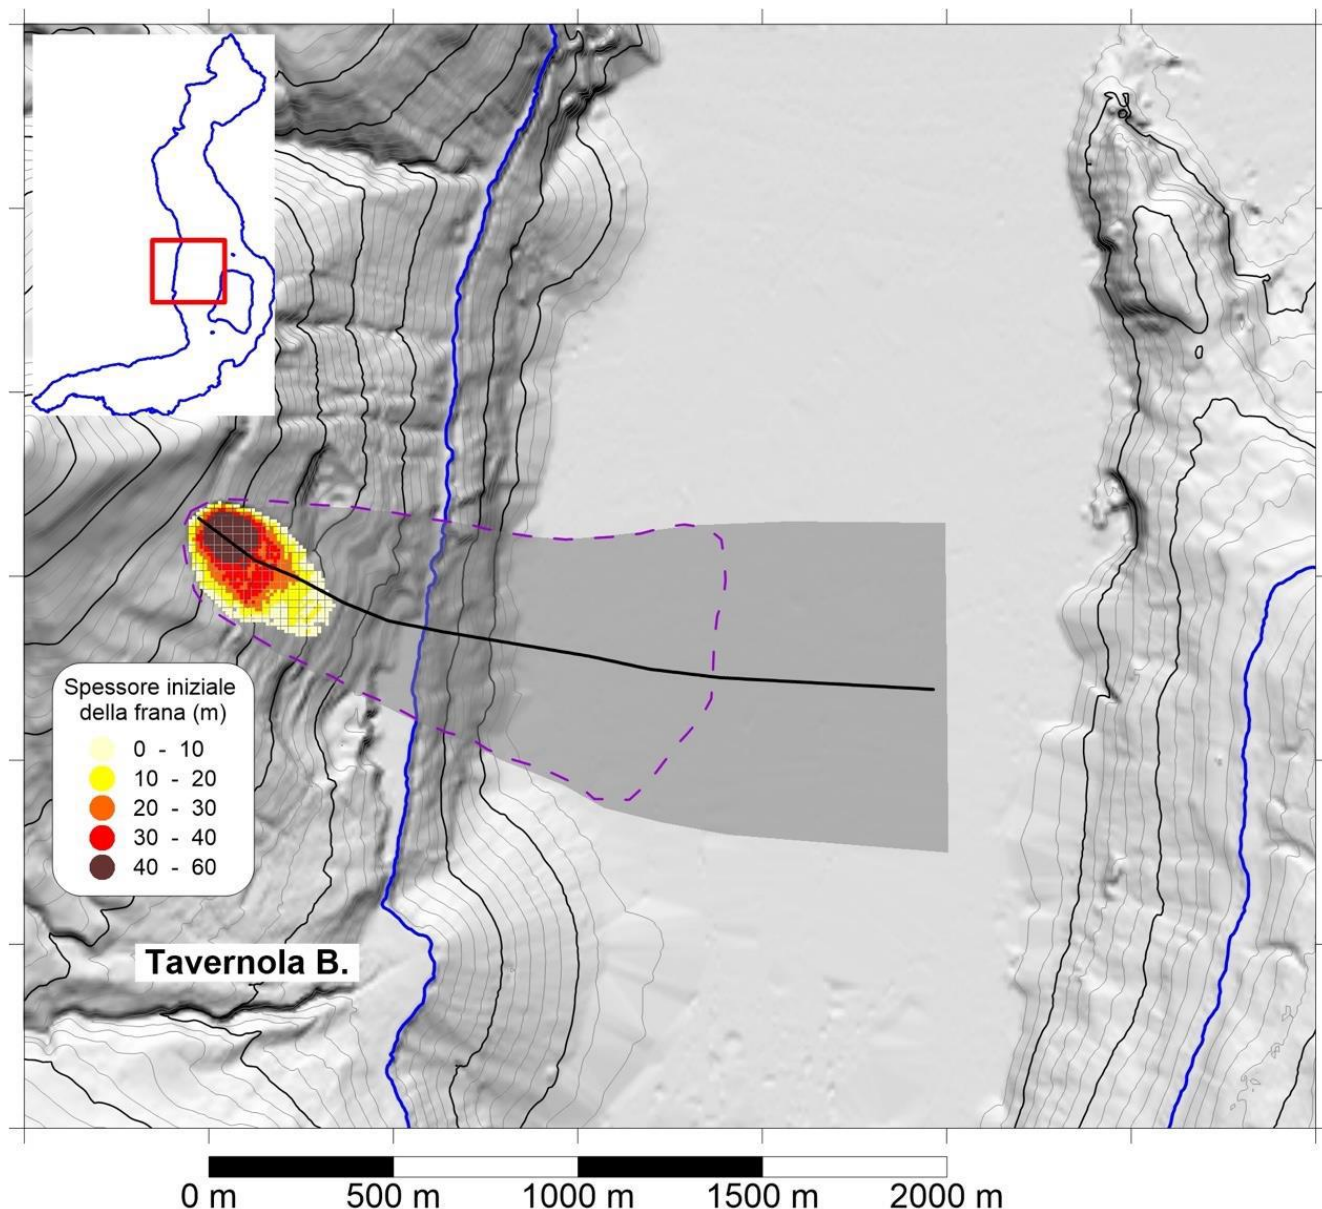 Spessore iniziale
della frana (m)
0 - 10
10 - 20
20 - 30
30 - 40
40 - 60
Tavernola B.
0 m 500 m 1000 m 1500 m 2000 m